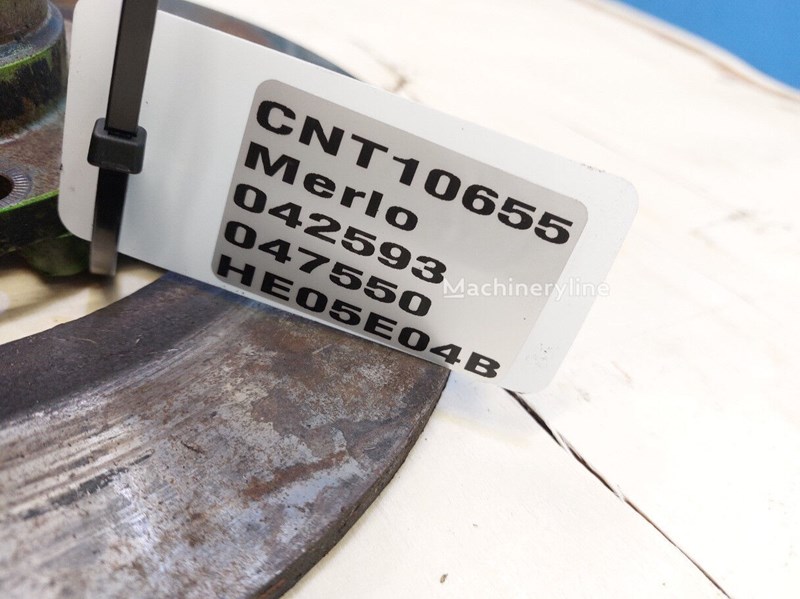 CNT10655
Merlo
042593
047550
HE05E04B
Machineryline